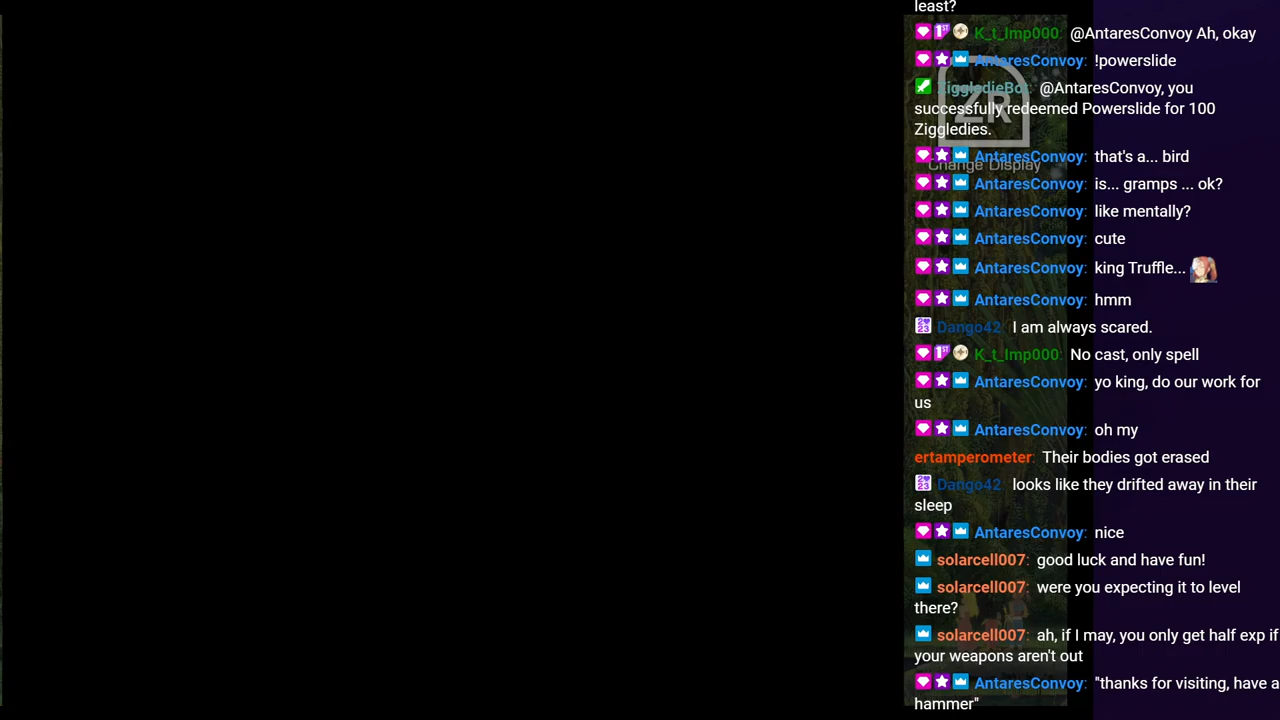 least?
K_t_Imp000: @AntaresConvoy Ah, okay
AntaresConvoy: !powerslide
ZiggledieBot: @AntaresConvoy, you
successfully redeemed Powerslide for 100
Ziggledies.
ZR
AntaresConvoy: that's a... bird
Change Display
AntaresConvoy: is... gramps ... ok?
AntaresConvoy: like mentally?
AntaresConvoy: cute
AntaresConvoy: king Truffle...
AntaresConvoy: hmm
Dango42: I am always scared.
K_t_Imp000: No cast, only spell
AntaresConvoy: yo king, do our work for
us
AntaresConvoy: oh my
ertamperometer: Their bodies got erased
Dango42: looks like they drifted away in their
sleep
AntaresConvoy: nice
solarcell007: good luck and have fun!
solarcell007: were you expecting it to level
there?
solarcell007: ah, if I may, you only get half exp if
your weapons aren't out
AntaresConvoy: "thanks for visiting, have a
hammer"